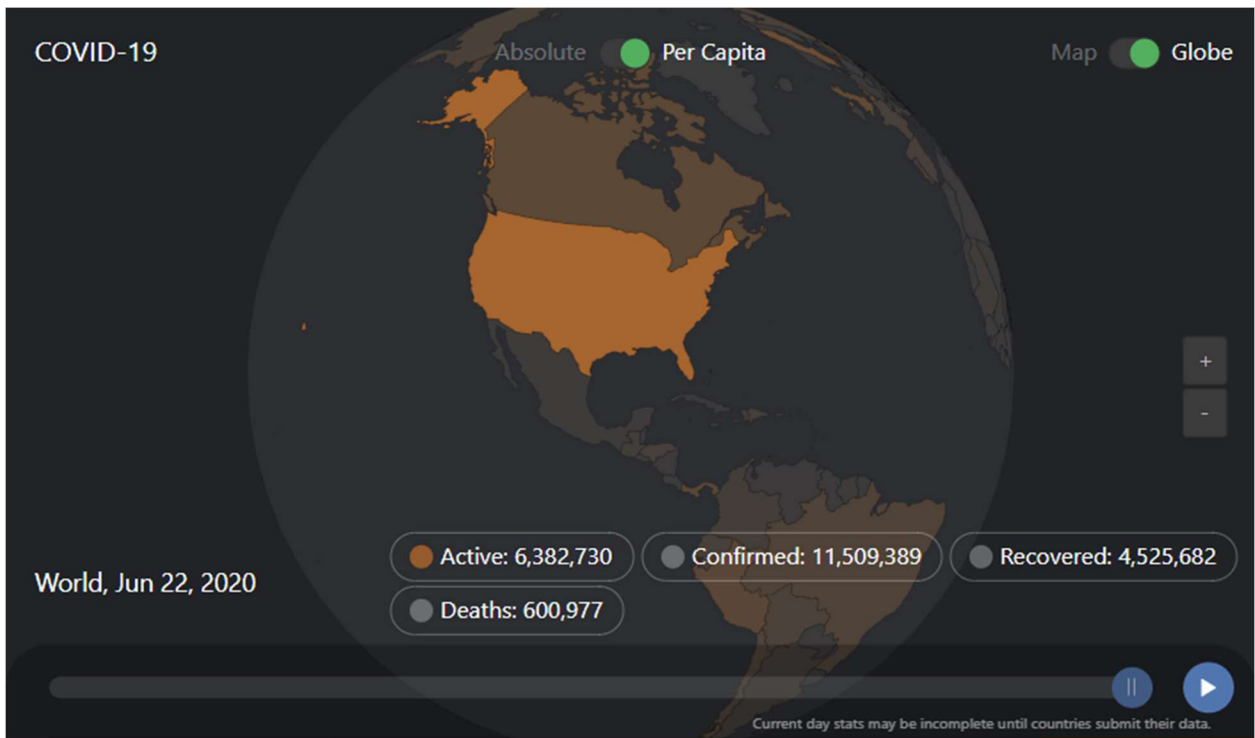 COVID-19
Absolute Per Capita
Map Globe
+
-
Active: 6,382,730 Confirmed: 11,509,389 Recovered: 4,525,682
World, Jun 22, 2020
Deaths: 600,977
Current day stats may be incomplete until countries submit their data.